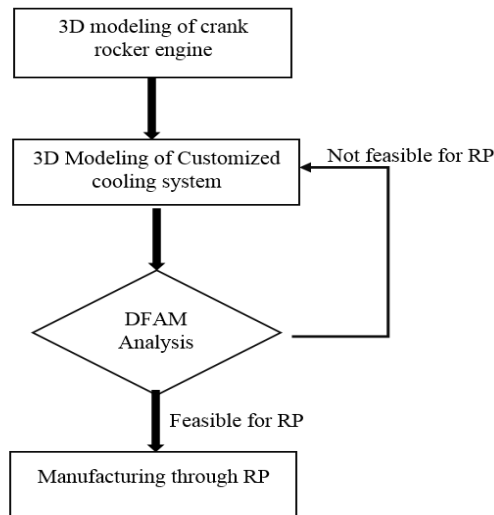 3D modeling of crank
rocker engine
3D Modeling of Customized
cooling system
Not feasible for RP
DFAM
Analysis
Feasible for RP
Manufacturing through RP